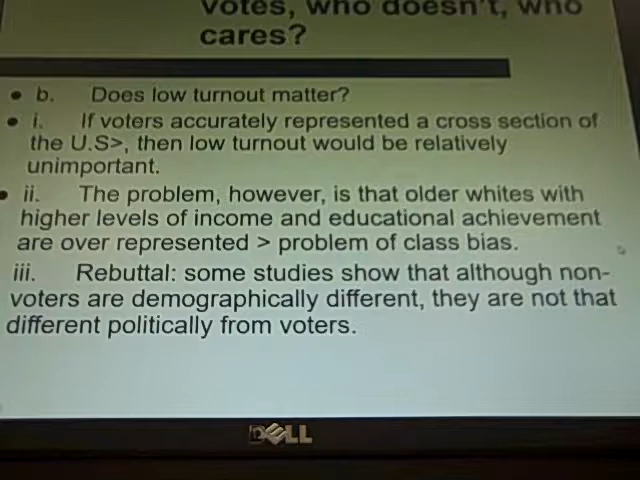 votes, who doesn't, who
cares?
• b. Does low turnout matter?
• i. If voters accurately represented a cross section of
the U.S>, then low turnout would be relatively
unimportant.
• ii. The problem, however, is that older whites with
higher levels of income and educational achievement
are over represented > problem of class bias.
iii. Rebuttal: some studies show that although non-
voters are demographically different, they are not that
different politically from voters.
DELL